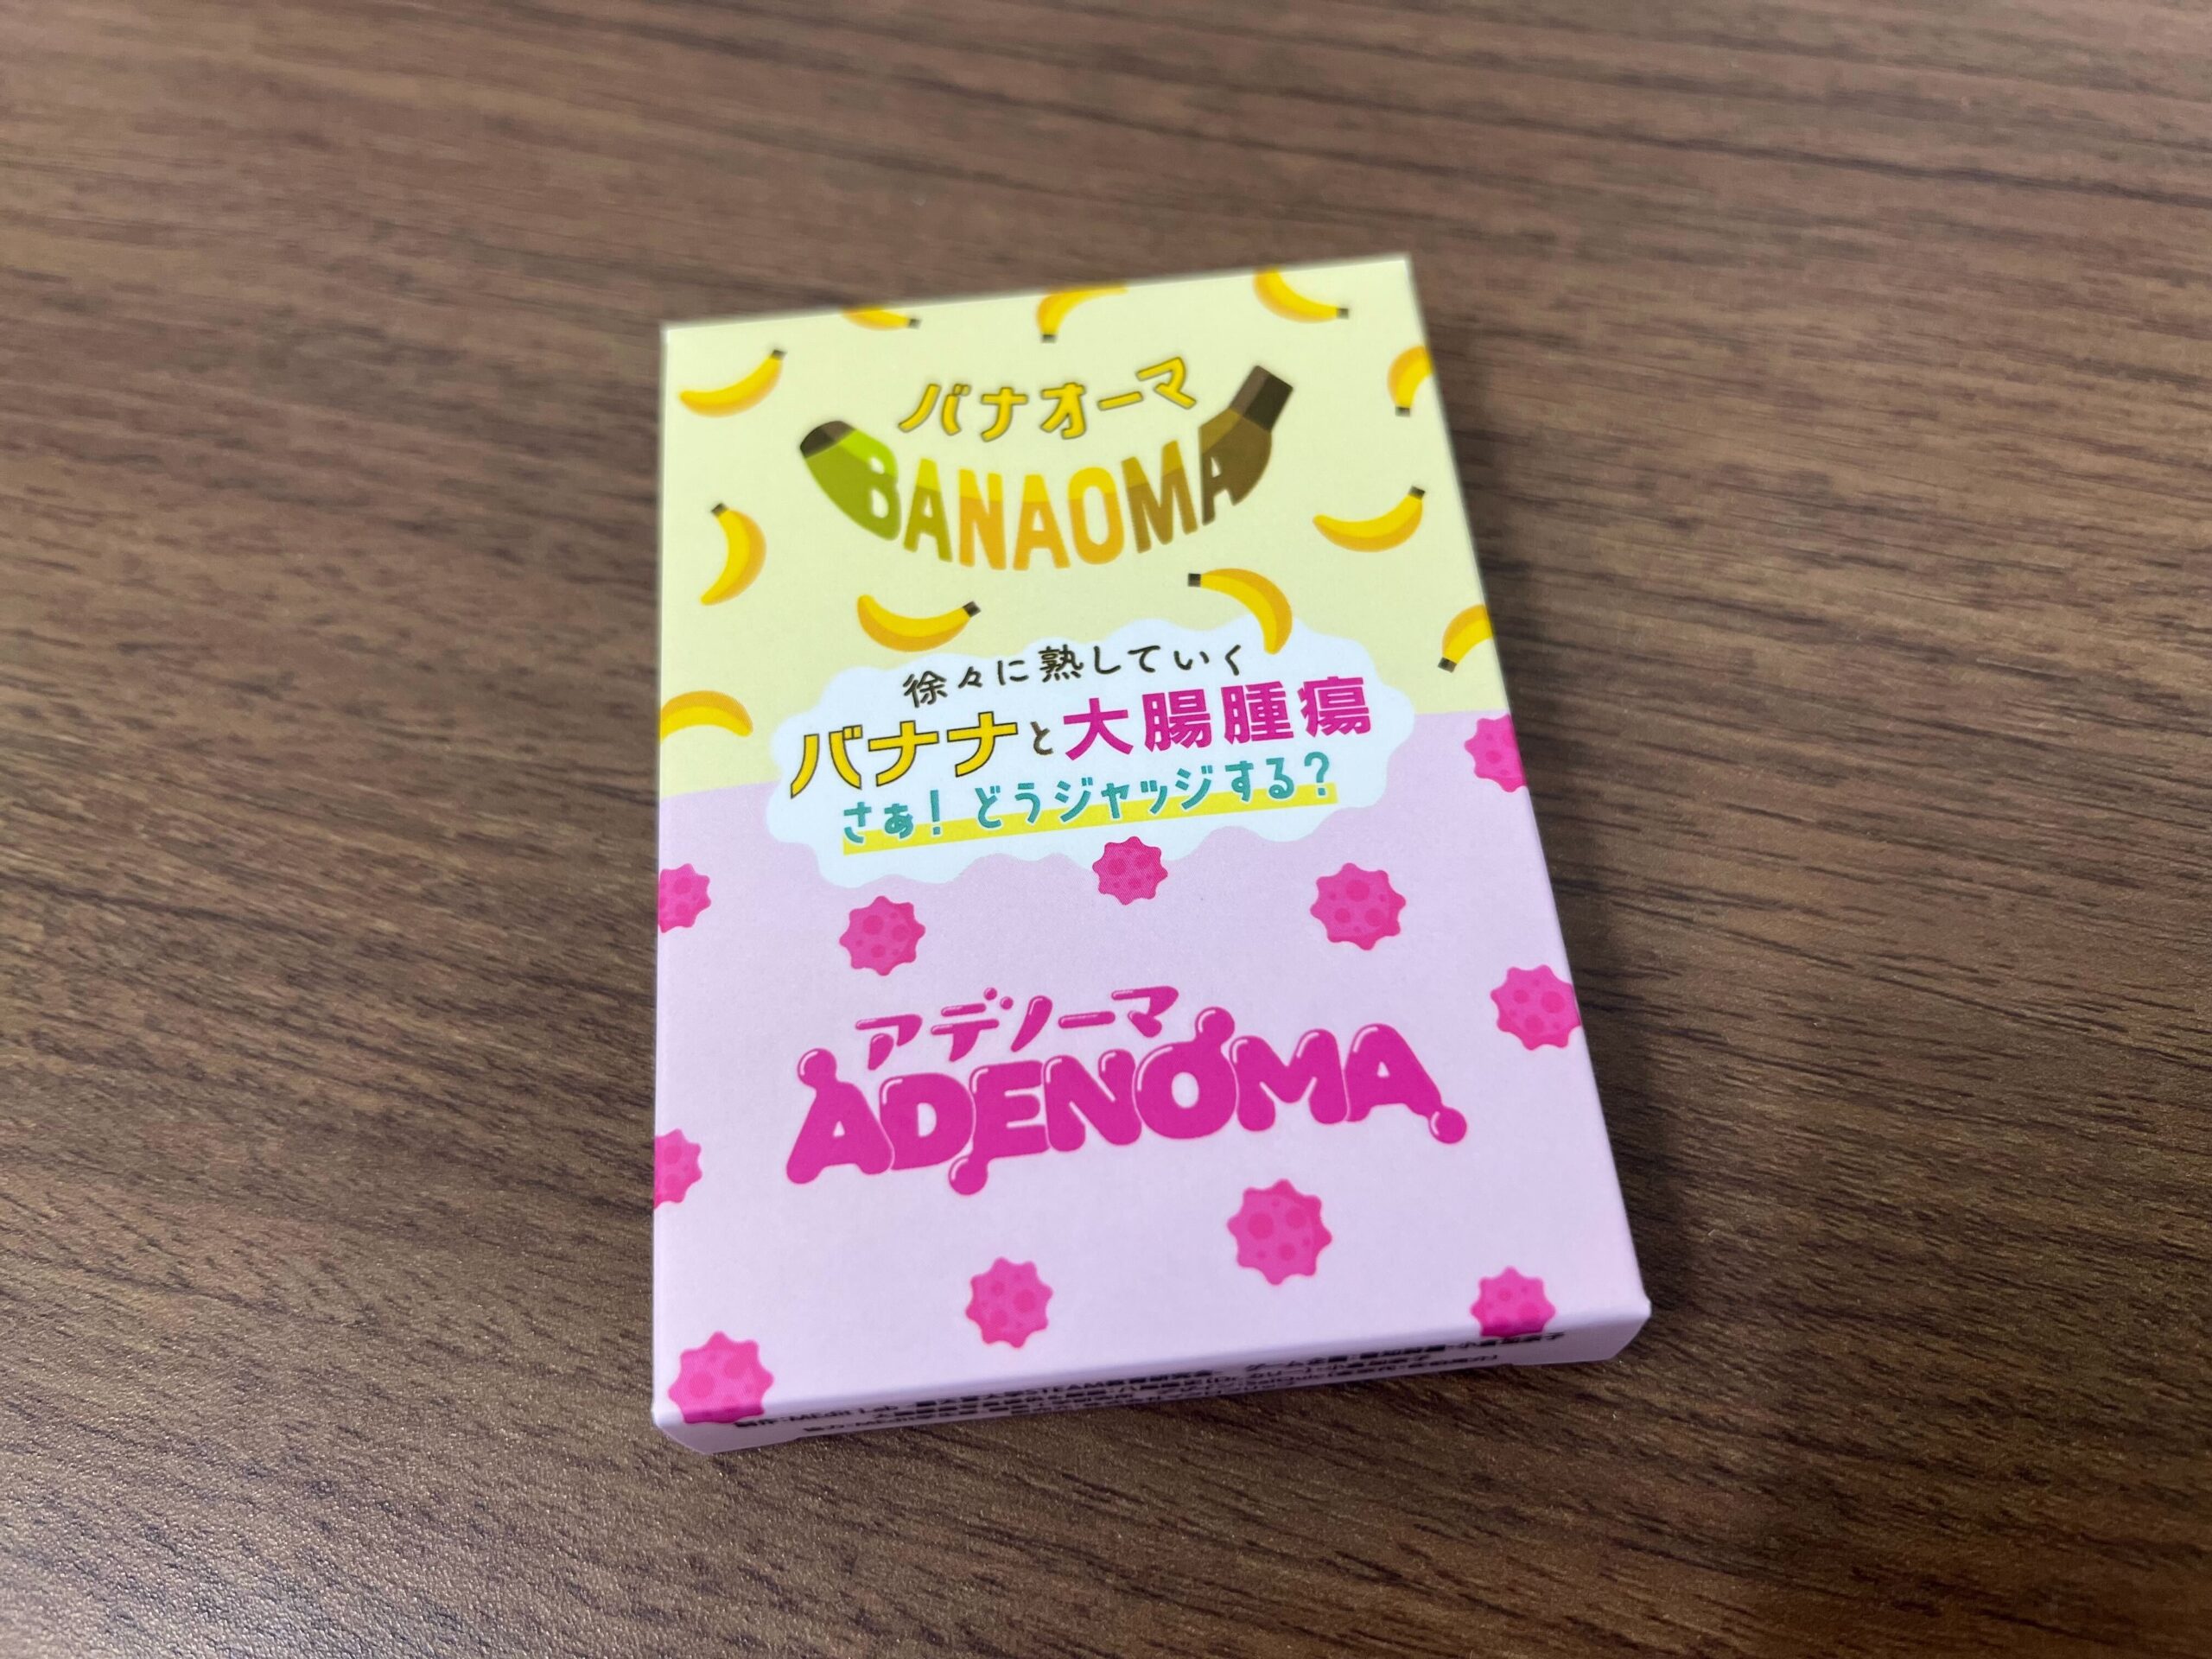 バナオーマ
BANAOMA
徐々に熟していく
バナナと大腸腫瘍
さぁ！どうジャッジする？
アデノーマ
ADENOMA